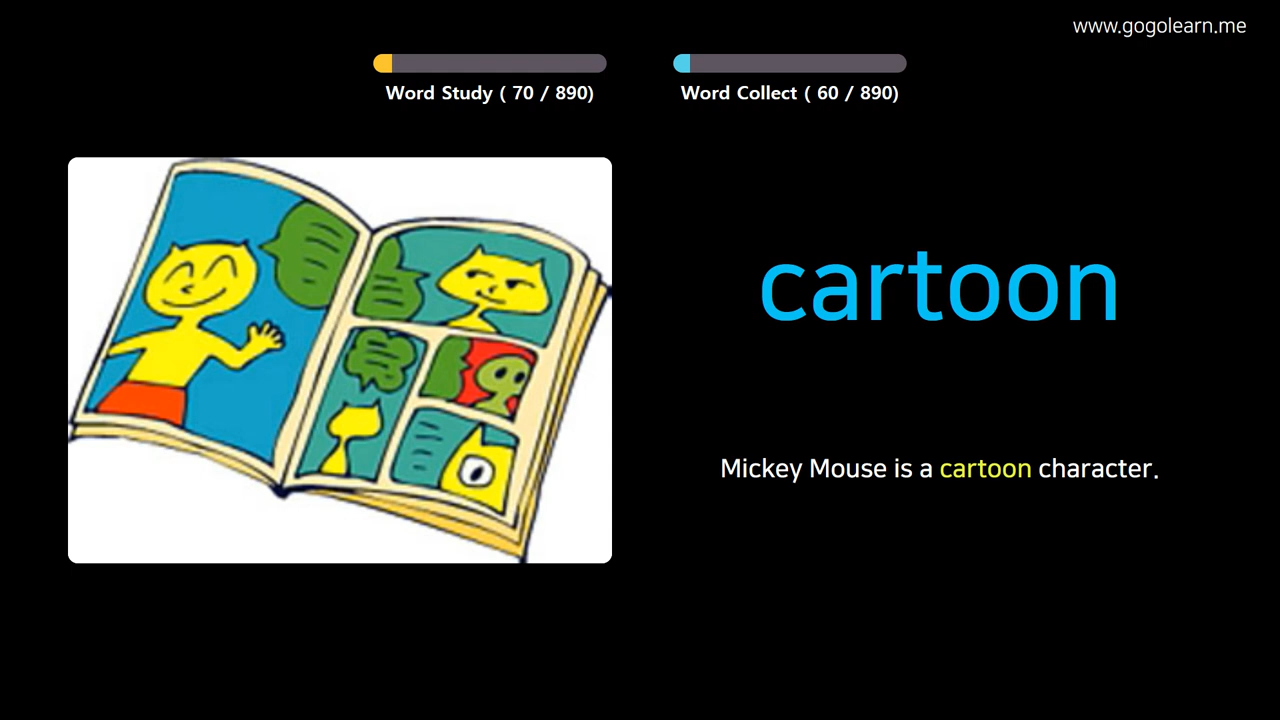 www.gogolearn.me
Word Study ( 70 / 890)
Word Collect ( 60 / 890)
cartoon
Mickey Mouse is a cartoon character.